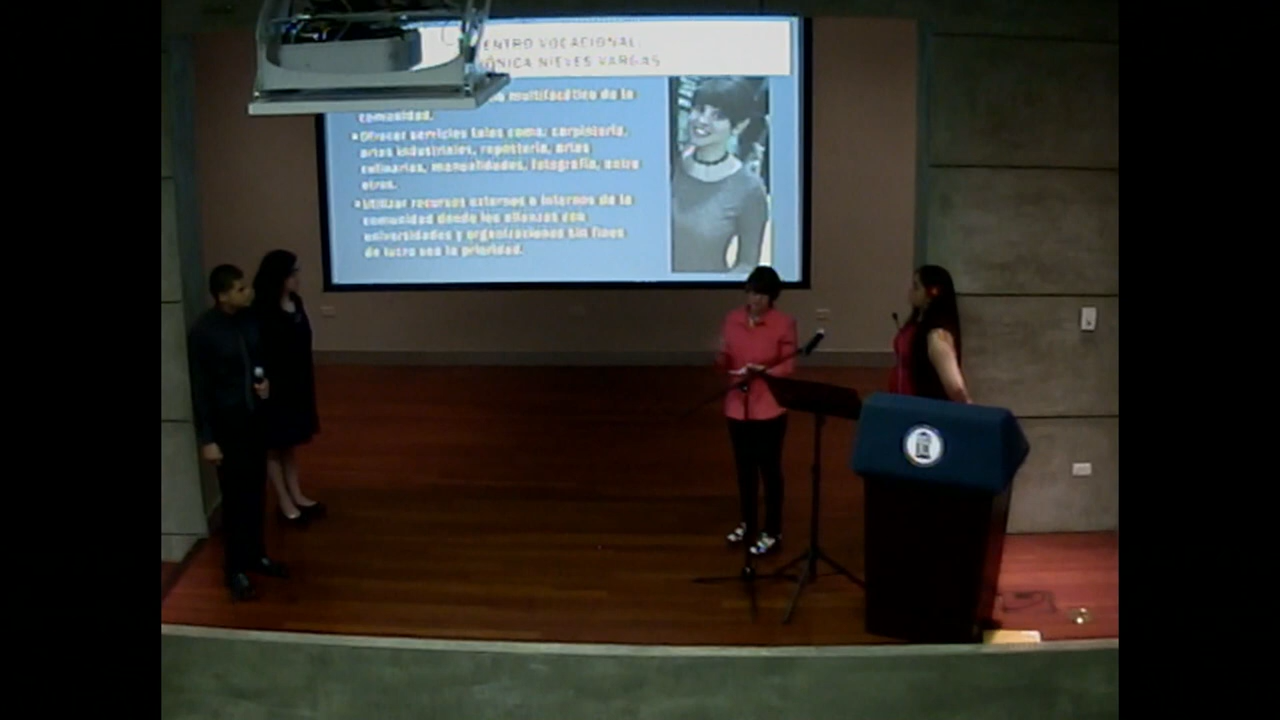 ENTRO VOCACIONAL:
ÓNICA NIEVES VARGAS
multifacético de la
comunidad.
Ofrecer servicios tales como: carpintería,
artes industriales, repostería, artes
culinarias, manualidades, fotografía, entre
otros.
Utilizar recursos externos e internos de la
comunidad donde las alianzas con
universidades y organizaciones sin fines
de lucro sea la prioridad.